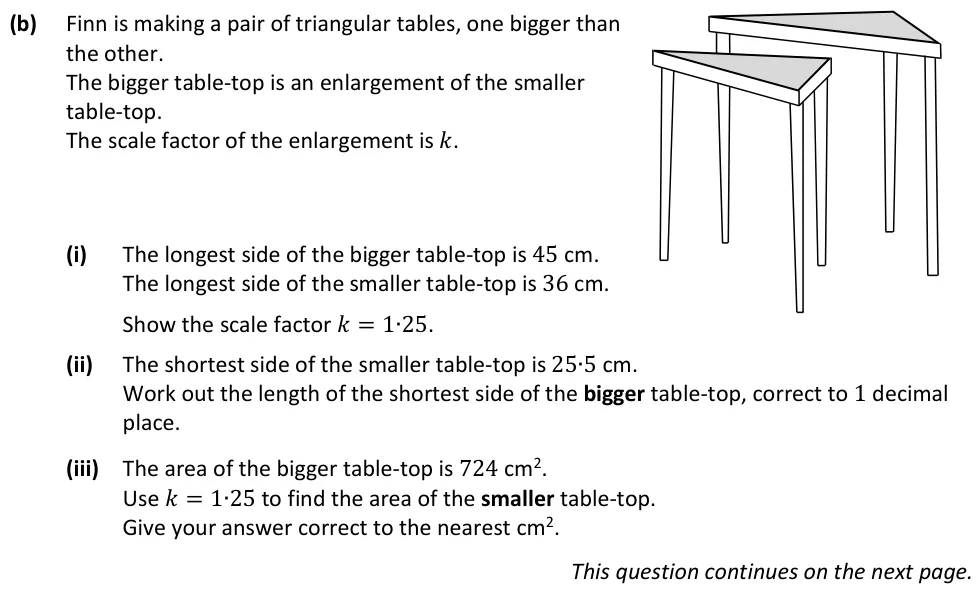 (b) Finn is making a pair of triangular tables, one bigger than
the other.
The bigger table-top is an enlargement of the smaller
table-top.
The scale factor of the enlargement is k.
(i) The longest side of the bigger table-top is 45 cm.
The longest side of the smaller table-top is 36 cm.
Show the scale factor k = 1·25.
(ii) The shortest side of the smaller table-top is 25·5 cm.
Work out the length of the shortest side of the bigger table-top, correct to 1 decimal
place.
(iii) The area of the bigger table-top is 724 cm².
Use k = 1·25 to find the area of the smaller table-top.
Give your answer correct to the nearest cm².
This question continues on the next page.